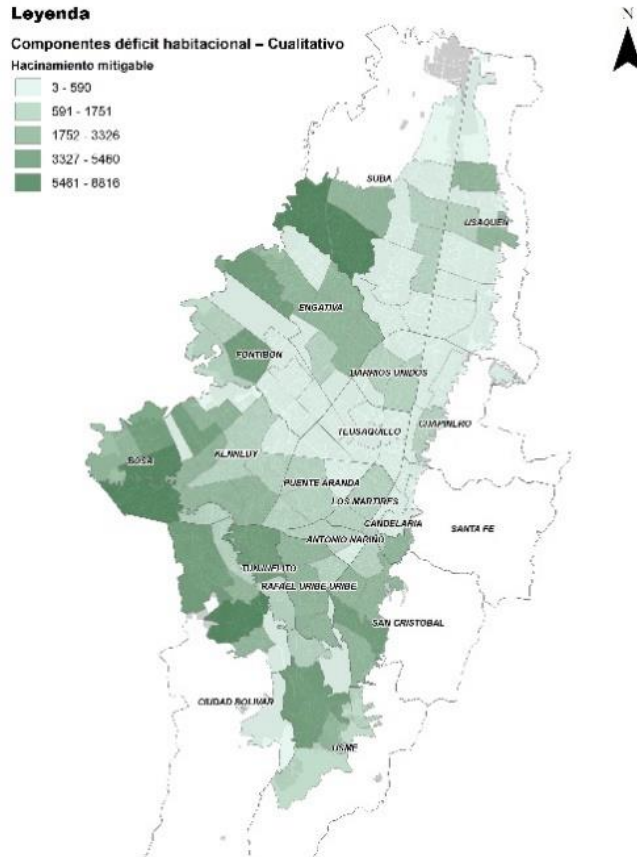 Leyenda
N
Componentes déficit habitacional – Cualitativo
Hacinamiento mitigable
3 - 590
591 - 1751
1752 - 3326
3327 - 5460
5461 - 8816
SUBA
USAQUEN
ENGATIVA
FONTIBON
BARRIOS UNIDOS
CHAPINERO
TEUSAQUILLO
BOSA
KENNEDY
PUENTE ARANDA
LOS MARTIRES
CANDELARIA
SANTA FE
ANTONIO NARIÑO
TUNJUELITO
RAFAEL URIBE URIBE
SAN CRISTOBAL
CIUDAD BOLIVAR
USME